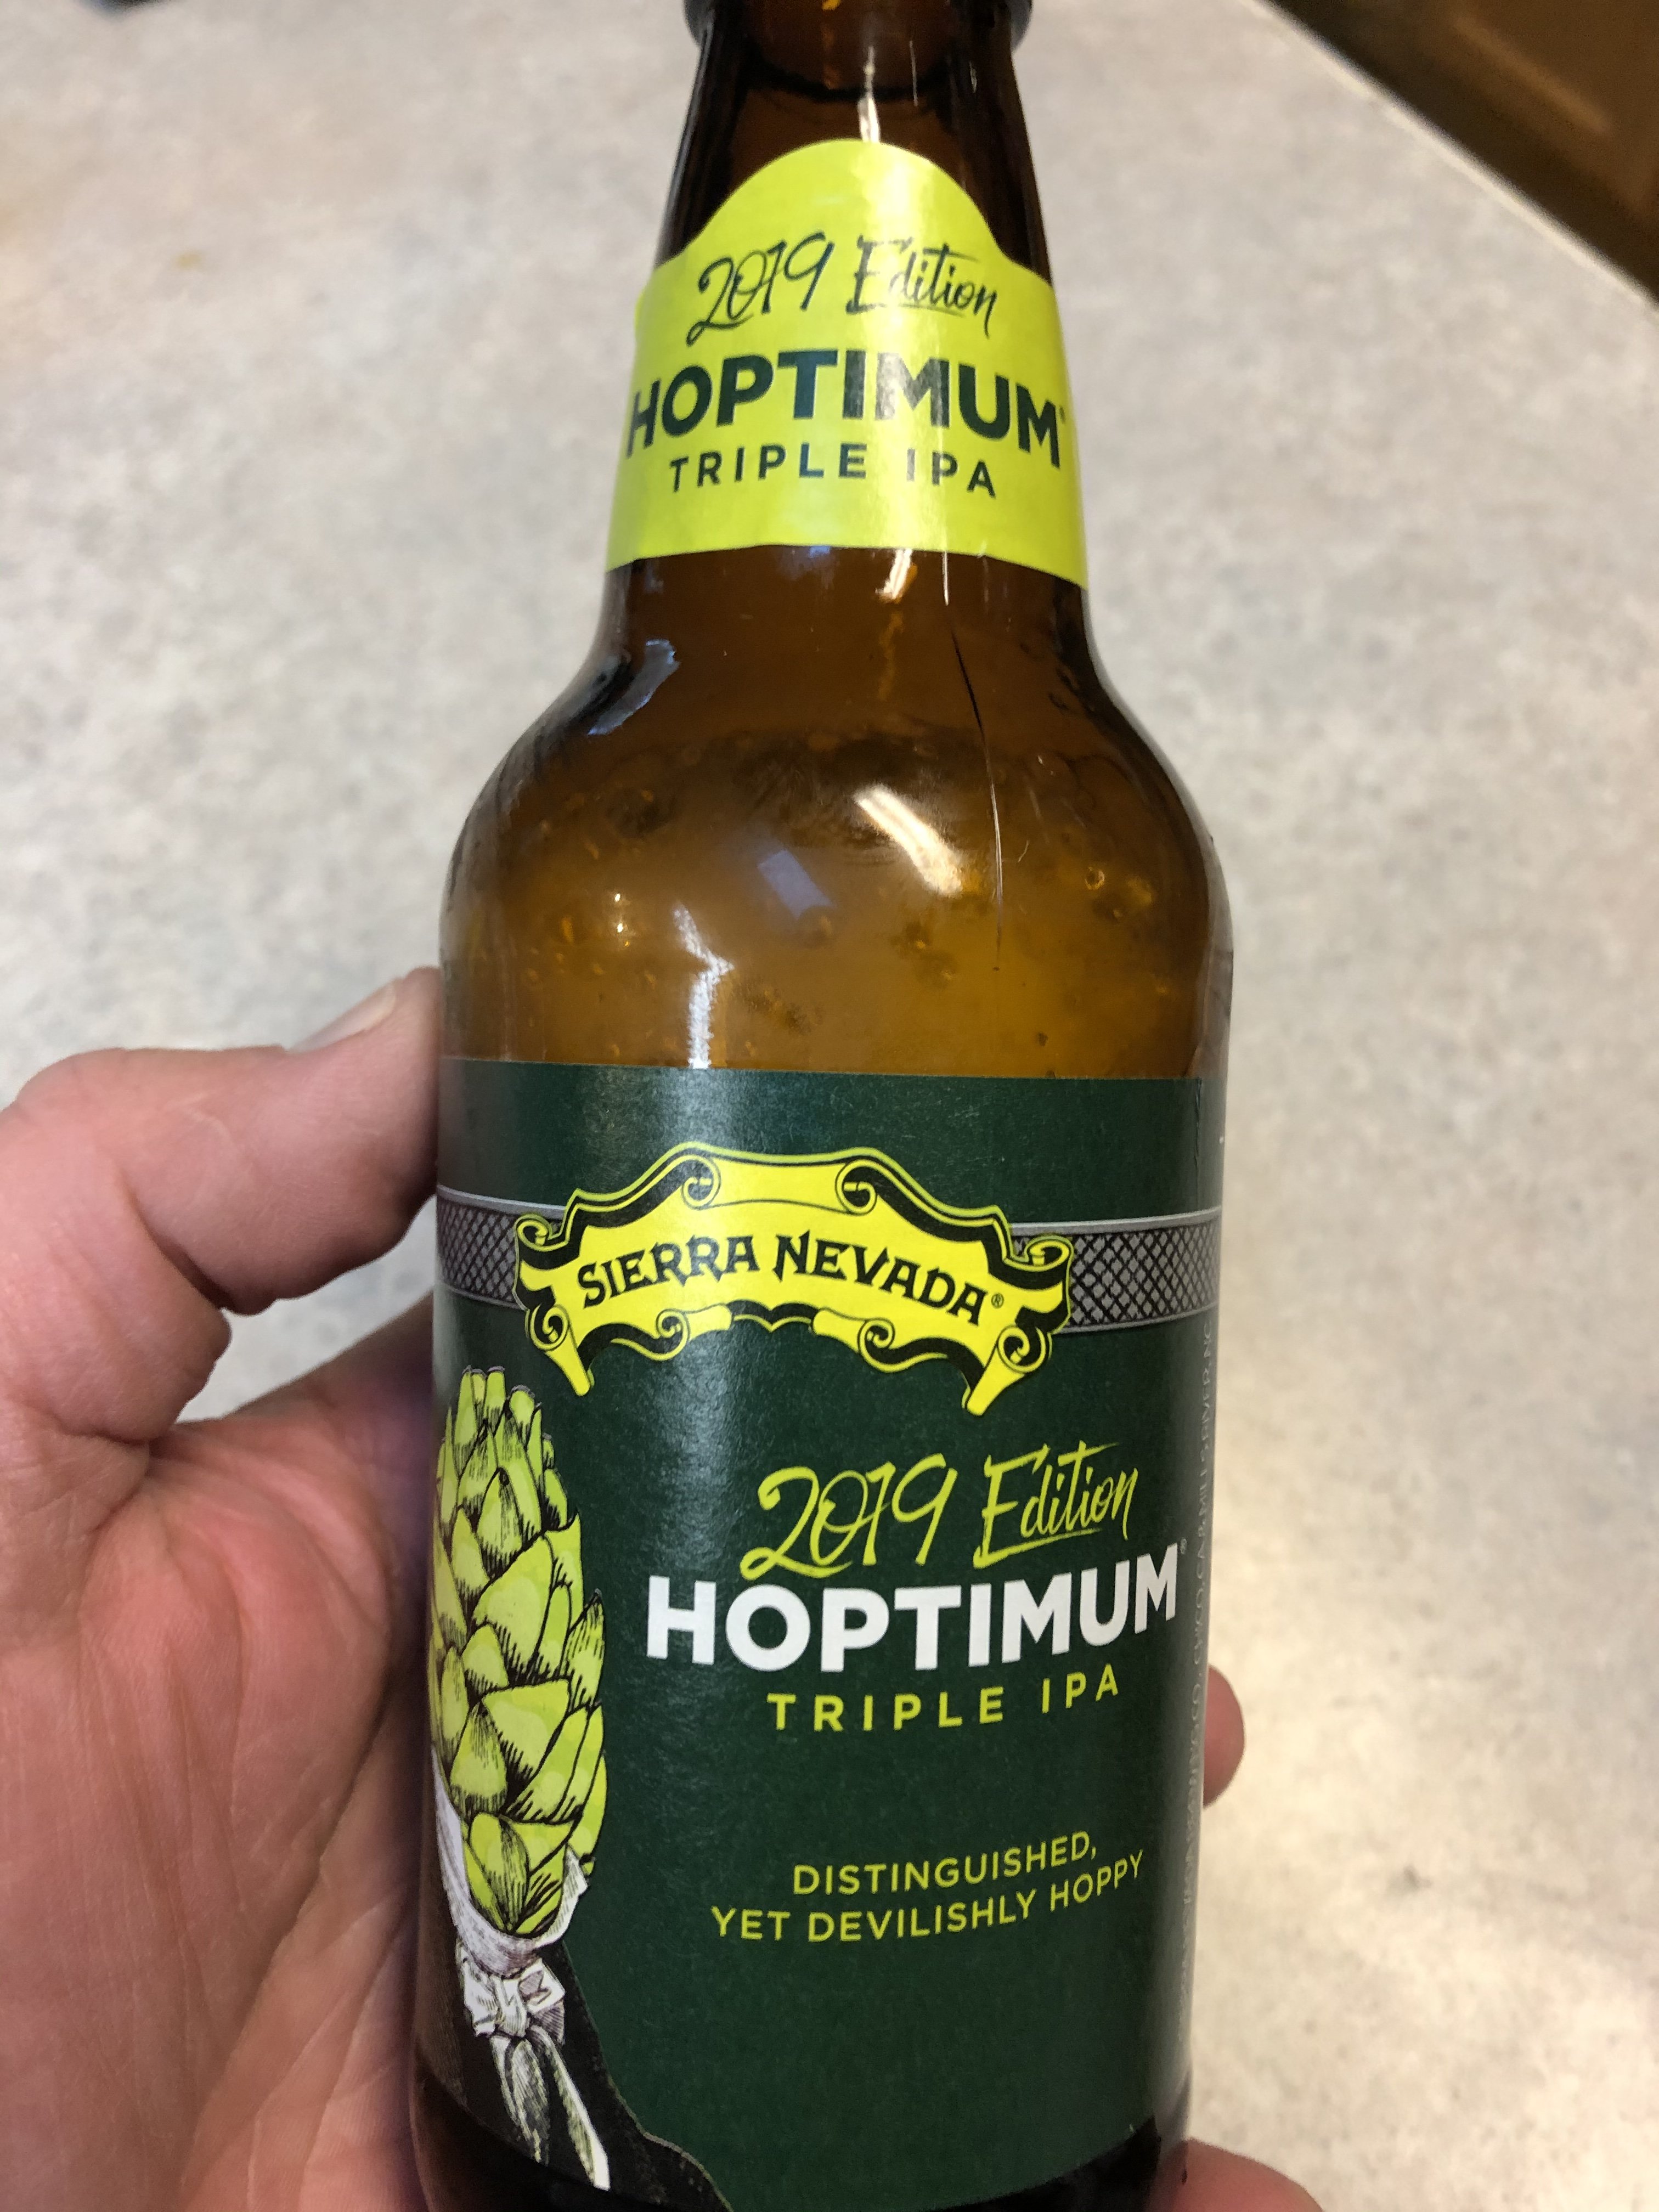 2019 Edition
HOPTIMUM®
TRIPLE IPA
SIERRA NEVADA®
2019 Edition
HOPTIMUM®
TRIPLE IPA
DISTINGUISHED,
YET DEVILISHLY HOPPY